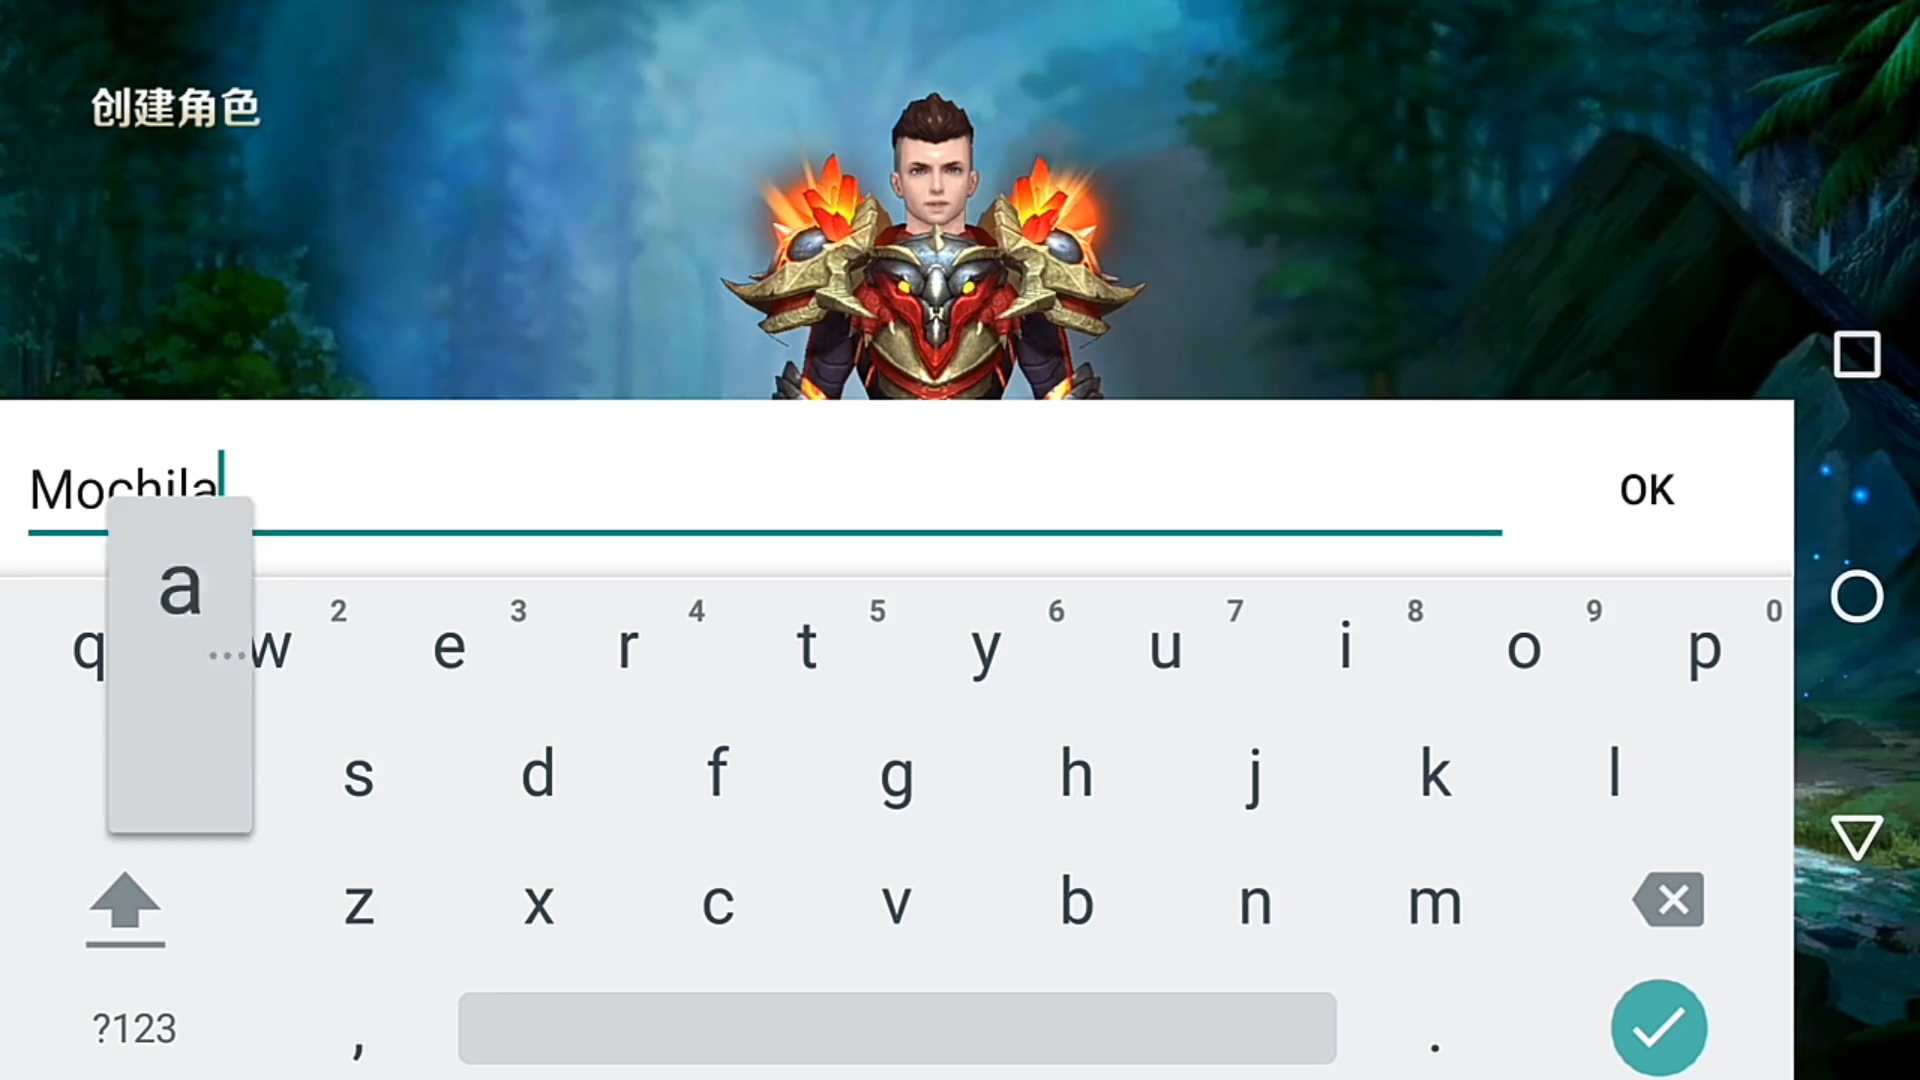 创建角色
Mochila
OK
a
2 3 4 5 6 7 8 9 0
q w e r t y u i o p
s d f g h j k l
z x c v b n m
?123 , .